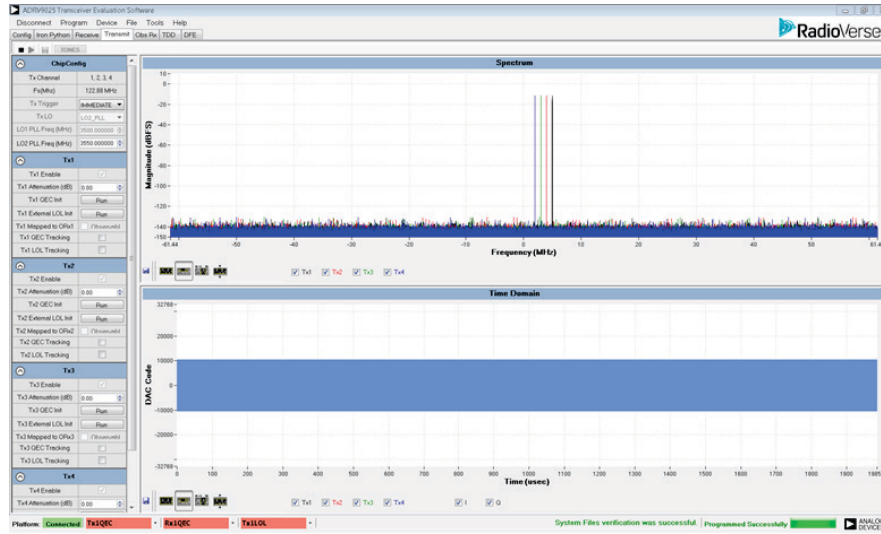 ADRV9025 Transceiver Evaluation Software
Disconnect Program Device File Tools Help
RadioVerse
Config Iron Python Receive Transmit Obs Rx TDD DFE
TONES
ChipConfig
Tx Channel 1, 2, 3, 4
Fs(Mhz) 122.88 MHz
Tx Trigger IMMEDIATE
Tx LO LO2_PLL
LO1 PLL Freq (MHz) 3500.000000
LO2 PLL Freq (MHz) 3550.000000
Tx1
Tx1 Enable
Tx1 Attenuation (dB) 0.00
Tx1 QEC Init Run
Tx1 External LOL Init Run
Tx1 Mapped to ORx1
Tx1 QEC Tracking
Tx1 LOL Tracking
Tx2
Tx2 Enable
Tx2 Attenuation (dB) 0.00
Tx2 QEC Init Run
Tx2 External LOL Init Run
Tx2 Mapped to ORx2
Tx2 QEC Tracking
Tx2 LOL Tracking
Tx3
Tx3 Enable
Tx3 Attenuation (dB) 0.00
Tx3 QEC Init Run
Tx3 External LOL Init Run
Tx3 Mapped to ORx3
Tx3 QEC Tracking
Tx3 LOL Tracking
Tx4
Tx4 Enable
Tx4 Attenuation (dB) 0.00
Spectrum
Magnitude (dBFS)
10
0
-20
-40
-60
-80
-100
-120
-140
-150
-61.44 -50 -40 -30 -20 -10 0 10 20 30 40 50 61.4
Frequency (MHz)
Tx1 Tx2 Tx3 Tx4
Time Domain
DAC Code
32768
20000
10000
0
-10000
-20000
-32768
0 100 200 300 400 500 600 700 800 900 1000 1100 1200 1300 1400 1500 1600 1700 1800 1900 1985
Time (usec)
Tx1 Tx2 Tx3 Tx4 I Q
Platform: Connected Tx1QEC Rx1QEC Tx1LOL System Files verification was successful. Programmed Successfully
ANALOG
DEVICE